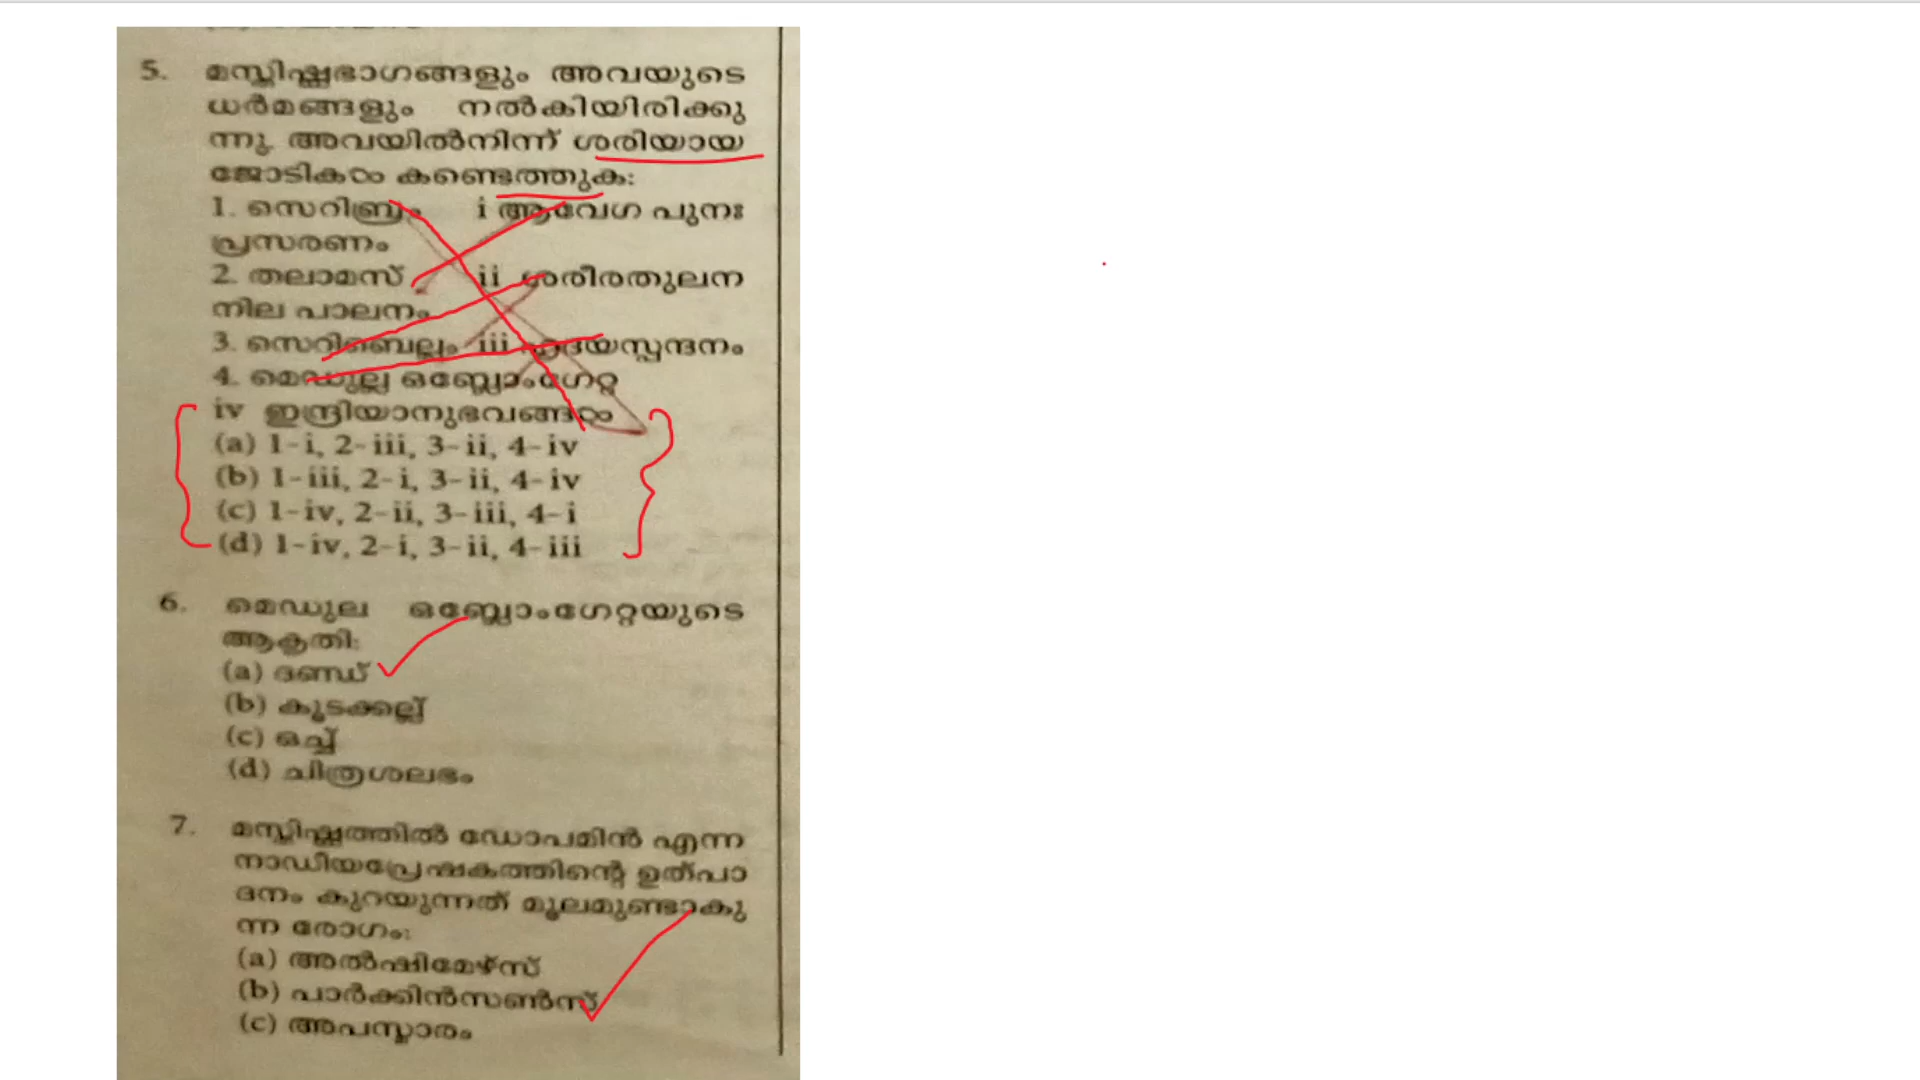 5. മസ്തിഷ്കഭാഗങ്ങളും അവയുടെ
ധർമങ്ങളും നൽകിയിരിക്കു
ന്നു. അവയിൽനിന്ന് ശരിയായ
ജോടികൾ കണ്ടെത്തുക:
1. സെറിബ്രം i ആവേഗ പുനഃ
പ്രസരണം
2. തലാമസ് ii ശരീരതുലന
നില പാലനം
3. സെറിബെല്ലം iii ഹൃദയസ്പന്ദനം
4. മെഡുല്ല ഒബ്ലോംഗേറ്റ
iv ഇന്ദ്രിയാനുഭവങ്ങൾ
(a) 1-i, 2-iii, 3-ii, 4-iv
(b) 1-iii, 2-i, 3-ii, 4-iv
(c) 1-iv, 2-ii, 3-iii, 4-i
(d) 1-iv, 2-i, 3-ii, 4-iii
6. മെഡുല ഒബ്ലോംഗേറ്റയുടെ
ആകൃതി:
(a) ദണ്ഡ്
(b) കൂടക്കല്ല്
(c) ഒച്ച്
(d) ചിത്രശലഭം
7. മസ്തിഷ്കത്തിൽ ഡോപമിൻ എന്ന
നാഡീയപ്രേഷകത്തിന്റെ ഉത്പാ
ദനം കുറയുന്നത് മൂലമുണ്ടാകു
ന്ന രോഗം:
(a) അൽഷിമേഴ്സ്
(b) പാർക്കിൻസൺസ്
(c) അപസ്മാരം